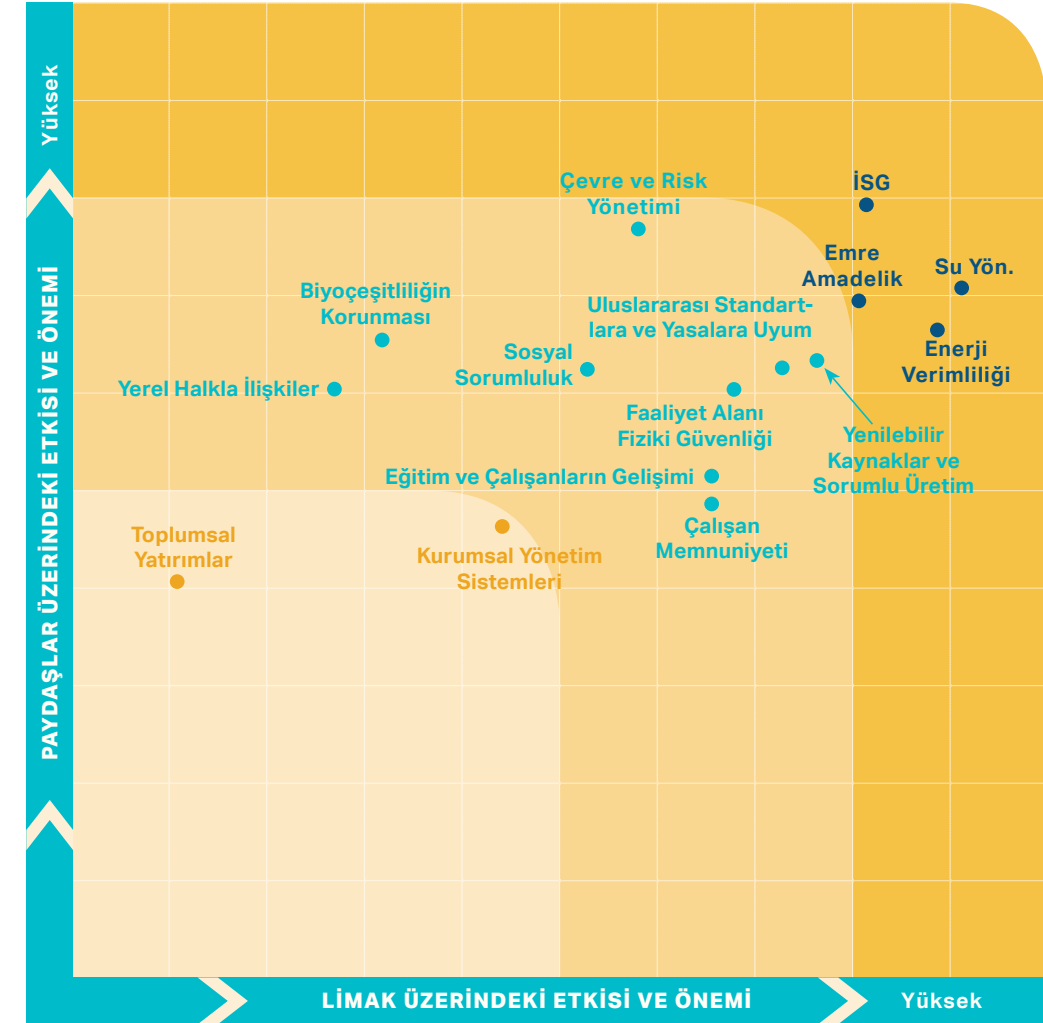 Yüksek
PAYDAŞLAR ÜZERİNDEKİ ETKİSİ VE ÖNEMİ
Çevre ve Risk
Yönetimi
İSG
Emre
Amadelik
Su Yön.
Biyoçeşitliliğin
Korunması
Uluslararası Standart-
lara ve Yasalara Uyum
Sosyal
Sorumluluk
Enerji
Verimliliği
Yerel Halkla İlişkiler
Faaliyet Alanı
Fiziki Güvenliği
Yenilebilir
Kaynaklar ve
Sorumlu Üretim
Eğitim ve Çalışanların Gelişimi
Çalışan
Memnuniyeti
Toplumsal
Yatırımlar
Kurumsal Yönetim
Sistemleri
LİMAK ÜZERİNDEKİ ETKİSİ VE ÖNEMİ
Yüksek